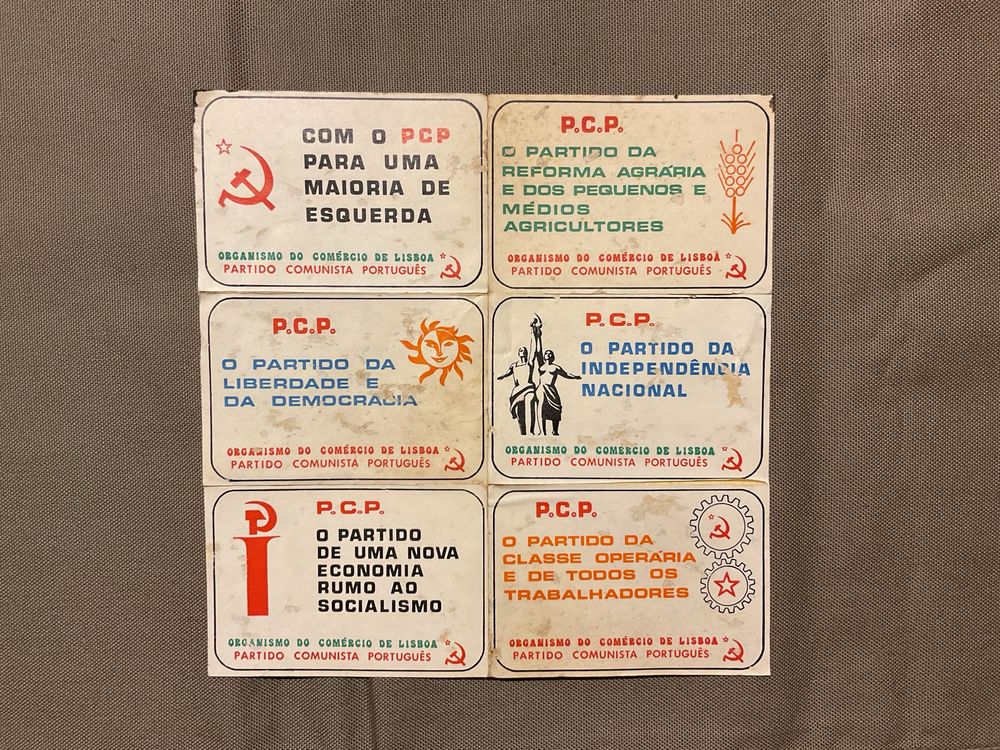 COM O PCP
PARA UMA
MAIORIA DE
ESQUERDA
ORGANISMO DO COMÉRCIO DE LISBOA
PARTIDO COMUNISTA PORTUGUÊS
P.C.P.
O PARTIDO DA
REFORMA AGRÁRIA
E DOS PEQUENOS E
MÉDIOS
AGRICULTORES
ORGANISMO DO COMÉRCIO DE LISBOA
PARTIDO COMUNISTA PORTUGUÊS
P.C.P.
O PARTIDO DA
LIBERDADE E
DA DEMOCRACIA
ORGANISMO DO COMÉRCIO DE LISBOA
PARTIDO COMUNISTA PORTUGUÊS
P.C.P.
O PARTIDO DA
INDEPENDÊNCIA
NACIONAL
ORGANISMO DO COMÉRCIO DE LISBOA
PARTIDO COMUNISTA PORTUGUÊS
P.C.P.
O PARTIDO
DE UMA NOVA
ECONOMIA
RUMO AO
SOCIALISMO
ORGANISMO DO COMÉRCIO DE LISBOA
PARTIDO COMUNISTA PORTUGUÊS
P.C.P.
O PARTIDO DA
CLASSE OPERÁRIA
E DE TODOS OS
TRABALHADORES
ORGANISMO DO COMÉRCIO DE LISBOA
PARTIDO COMUNISTA PORTUGUÊS